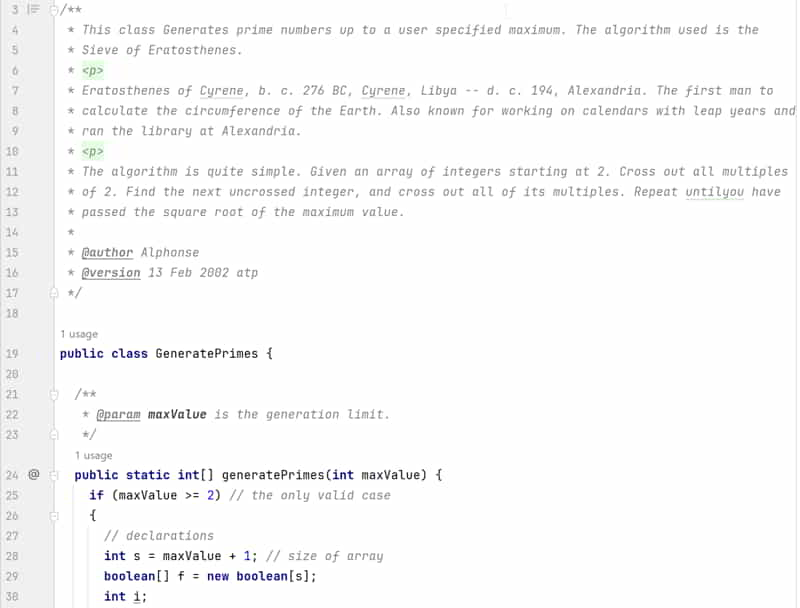 3 /**
4 * This class Generates prime numbers up to a user specified maximum. The algorithm used is the
5 * Sieve of Eratosthenes.
6 * <p>
7 * Eratosthenes of Cyrene, b. c. 276 BC, Cyrene, Libya -- d. c. 194, Alexandria. The first man to
8 * calculate the circumference of the Earth. Also known for working on calendars with leap years and
9 * ran the library at Alexandria.
10 * <p>
11 * The algorithm is quite simple. Given an array of integers starting at 2. Cross out all multiples
12 * of 2. Find the next uncrossed integer, and cross out all of its multiples. Repeat untilyou have
13 * passed the square root of the maximum value.
14 *
15 * @author Alphonse
16 * @version 13 Feb 2002 atp
17 */
18
1 usage
19 public class GeneratePrimes {
20
21 /**
22 * @param maxValue is the generation limit.
23 */
1 usage
24 @ public static int[] generatePrimes(int maxValue) {
25 if (maxValue >= 2) // the only valid case
26 {
27 // declarations
28 int s = maxValue + 1; // size of array
29 boolean[] f = new boolean[s];
30 int i;